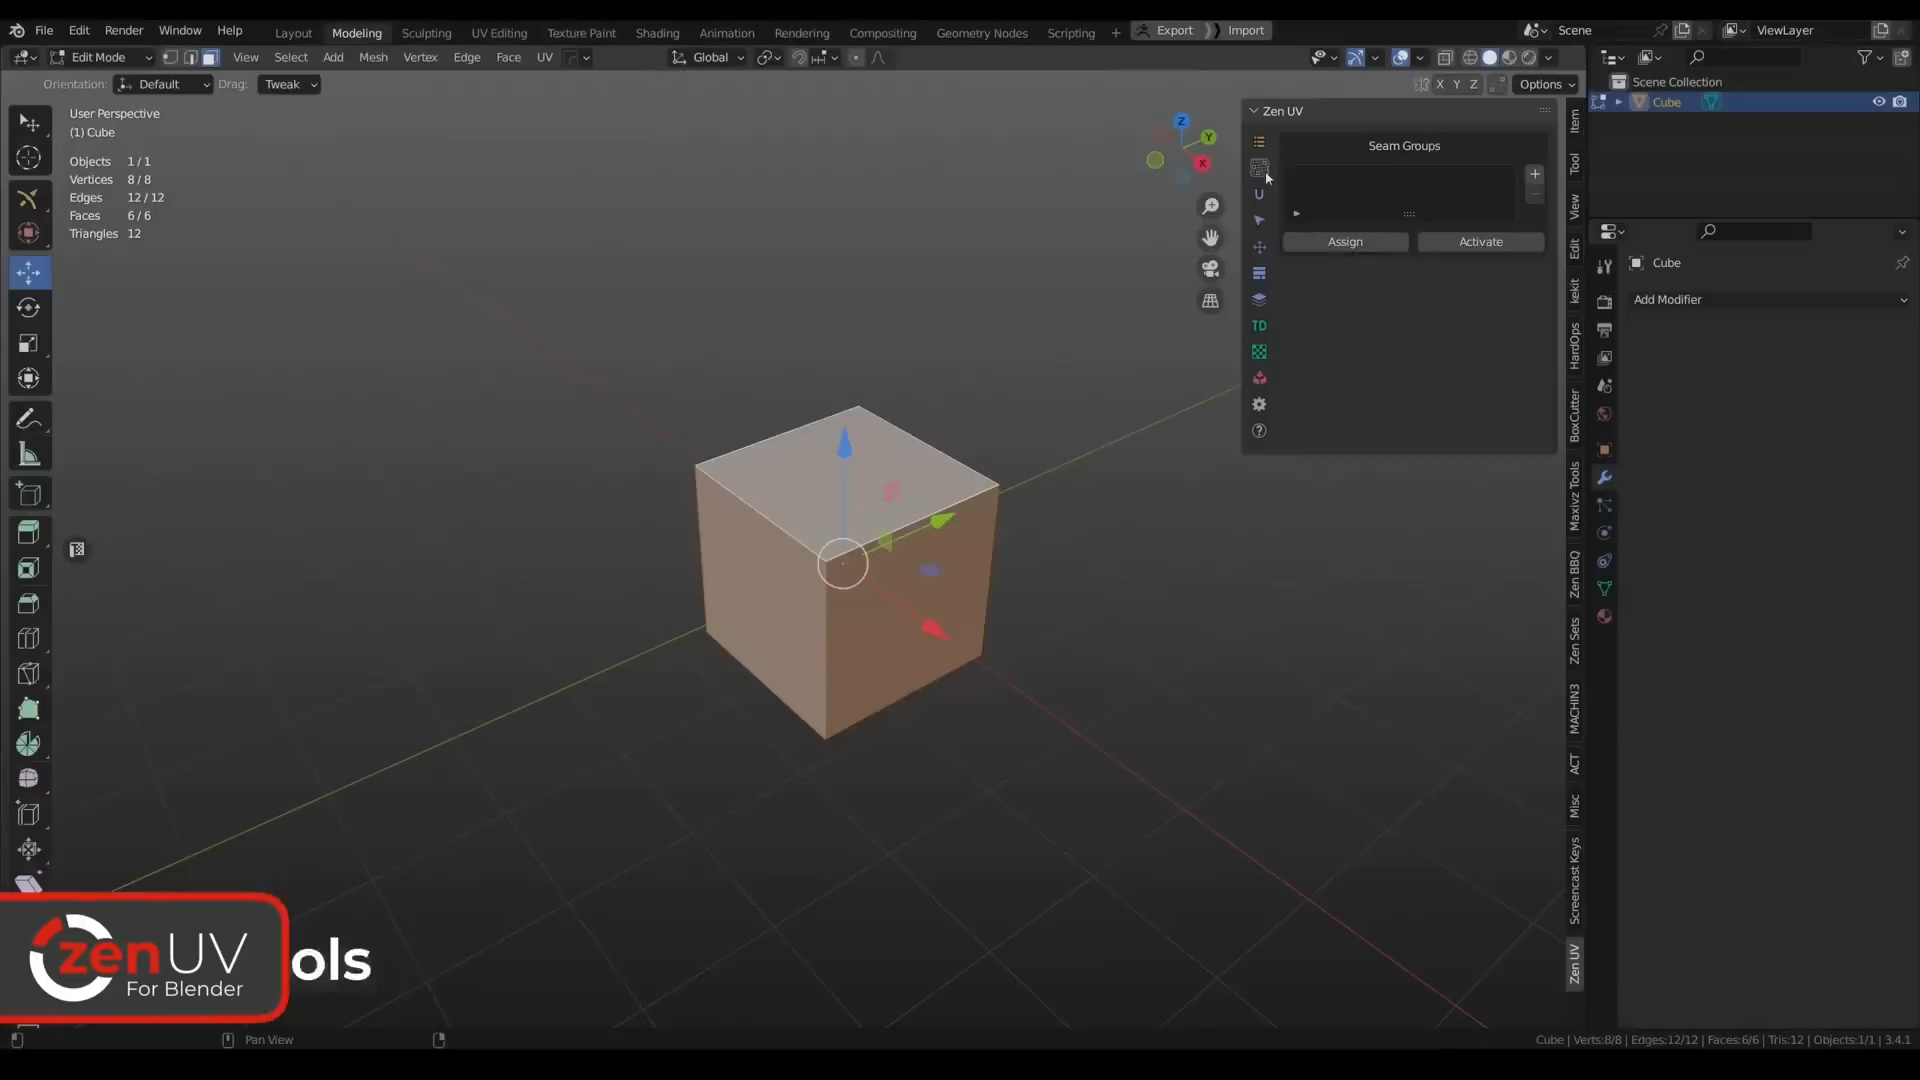 File Edit Render Window Help
Layout Modeling Sculpting UV Editing Texture Paint Shading Animation Rendering Compositing Geometry Nodes Scripting + Export Import
Scene ViewLayer
Edit Mode View Select Add Mesh Vertex Edge Face UV Global
Orientation: Default Drag: Tweak X Y Z Options
Scene Collection
Cube
User Perspective
(1) Cube
Objects 1 / 1
Vertices 8 / 8
Edges 12 / 12
Faces 6 / 6
Triangles 12
Z
Y
X
Zen UV
Seam Groups
+
Assign Activate
TD
Item
Tool
View
Edit
kekit
HardOps
BoxCutter
Maxivz Tools
Zen BBQ
Zen Sets
MACHIN3
ACT
Misc
Screencast Keys
Zen UV
Cube
Add Modifier
zen UV
For Blender
ols
Pan View
Cube | Verts:8/8 | Edges:12/12 | Faces:6/6 | Tris:12 | Objects:1/1 | 3.4.1